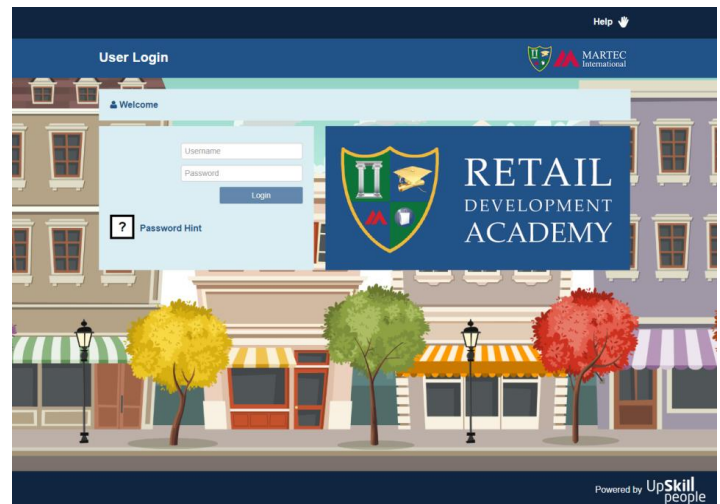 Help
User Login
MARTEC
International
Welcome
Username
Password
Login
? Password Hint
RETAIL
DEVELOPMENT
ACADEMY
Powered by UpSkill
people